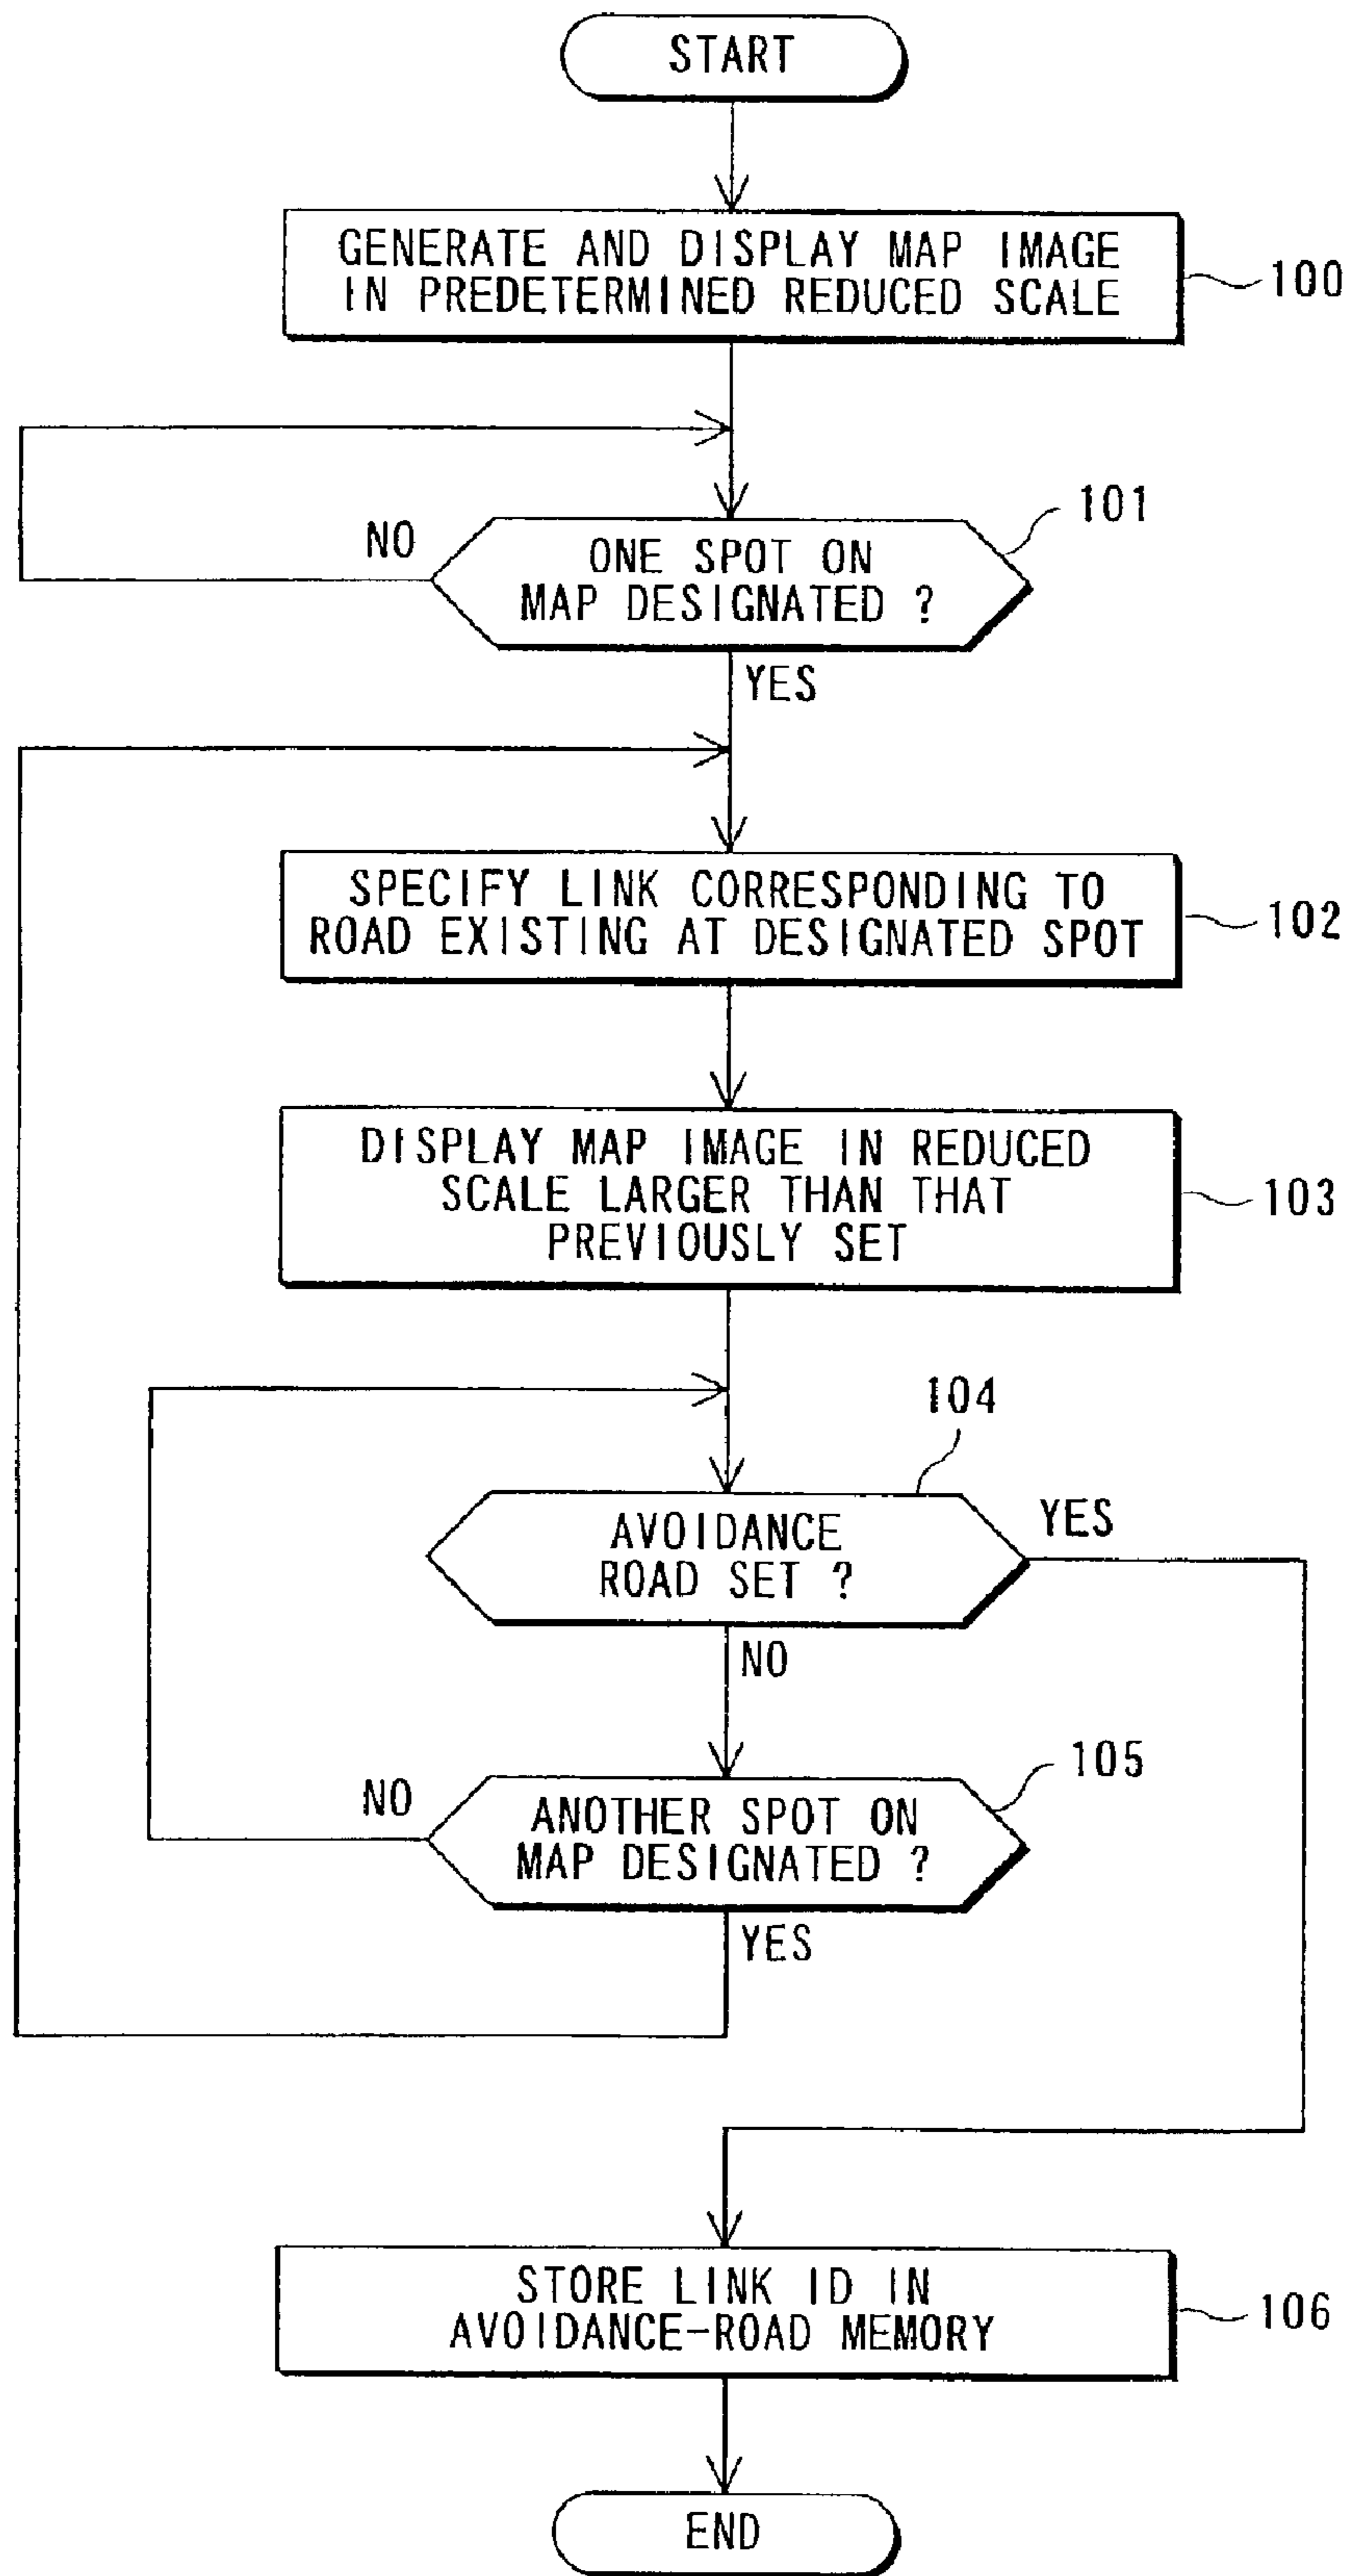 START
GENERATE AND DISPLAY MAP IMAGE
IN PREDETERMINED REDUCED SCALE
100
101
NO
ONE SPOT ON
MAP DESIGNATED ?
YES
SPECIFY LINK CORRESPONDING TO
ROAD EXISTING AT DESIGNATED SPOT
102
DISPLAY MAP IMAGE IN REDUCED
SCALE LARGER THAN THAT
PREVIOUSLY SET
103
104
AVOIDANCE
ROAD SET ?
YES
NO
105
NO
ANOTHER SPOT ON
MAP DESIGNATED ?
YES
STORE LINK ID IN
AVOIDANCE-ROAD MEMORY
106
END